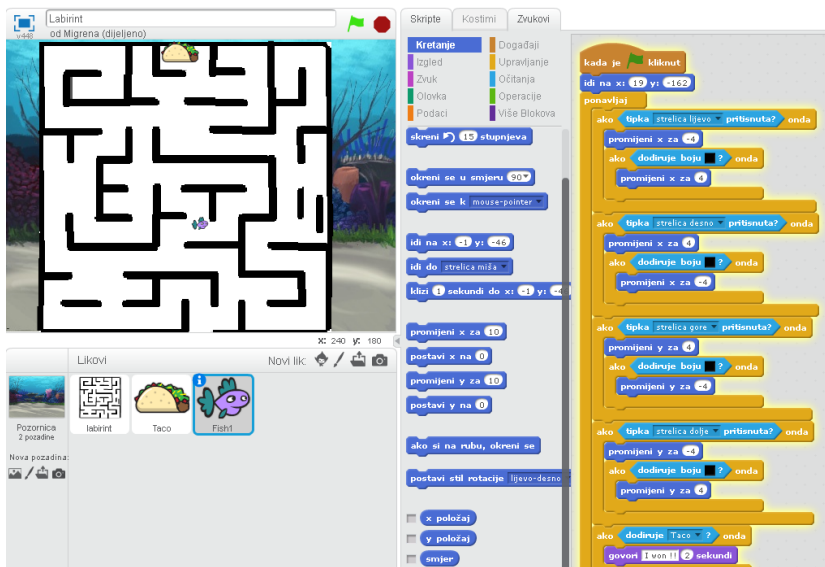 v448
Labirint
od Migrena (dijeljeno)
X: 240 y: 180
Likovi
Novi lik:
Pozornica
2 pozadine
Nova pozadina:
labirint
Taco
Fish1
Skripte
Kostimi
Zvukovi
Kretanje
Događaji
Izgled
Upravljanje
Zvuk
Očitanja
Olovka
Operacije
Podaci
Više Blokova
skreni 15 stupnjeva
okreni se u smjeru 90
okreni se k mouse-pointer
idi na x: -1 y: -46
idi do strelica miša
klizi 1 sekundi do x: -1 y: -4
promijeni x za 10
postavi x na 0
promijeni y za 10
postavi y na 0
ako si na rubu, okreni se
postavi stil rotacije lijevo-desno
x položaj
y položaj
smjer
kada je kliknut
idi na x: 19 y: -162
ponavljaj
ako tipka strelica lijevo pritisnuta? onda
promijeni x za -4
ako dodiruje boju ? onda
promijeni x za 4
ako tipka strelica desno pritisnuta? onda
promijeni x za 4
ako dodiruje boju ? onda
promijeni x za -4
ako tipka strelica gore pritisnuta? onda
promijeni y za 4
ako dodiruje boju ? onda
promijeni y za -4
ako tipka strelica dolje pritisnuta? onda
promijeni y za -4
ako dodiruje boju ? onda
promijeni y za 4
ako dodiruje Taco ? onda
govori I won !! 2 sekundi